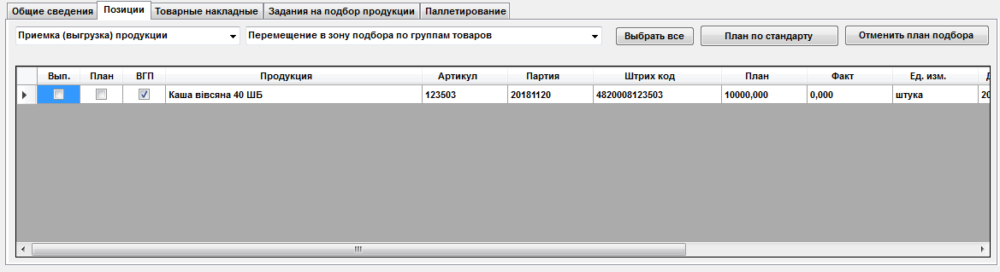 Общие сведения Позиции Товарные накладные Задания на подбор продукции Паллетирование
Приемка (выгрузка) продукции Перемещение в зону подбора по группам товаров Выбрать все План по стандарту Отменить план подбора
Вып. План ВГП Продукция Артикул Партия Штрих код План Факт Ед. изм. Д
Каша вівсяна 40 ШБ 123503 20181120 4820008123503 10000,000 0,000 штука 20